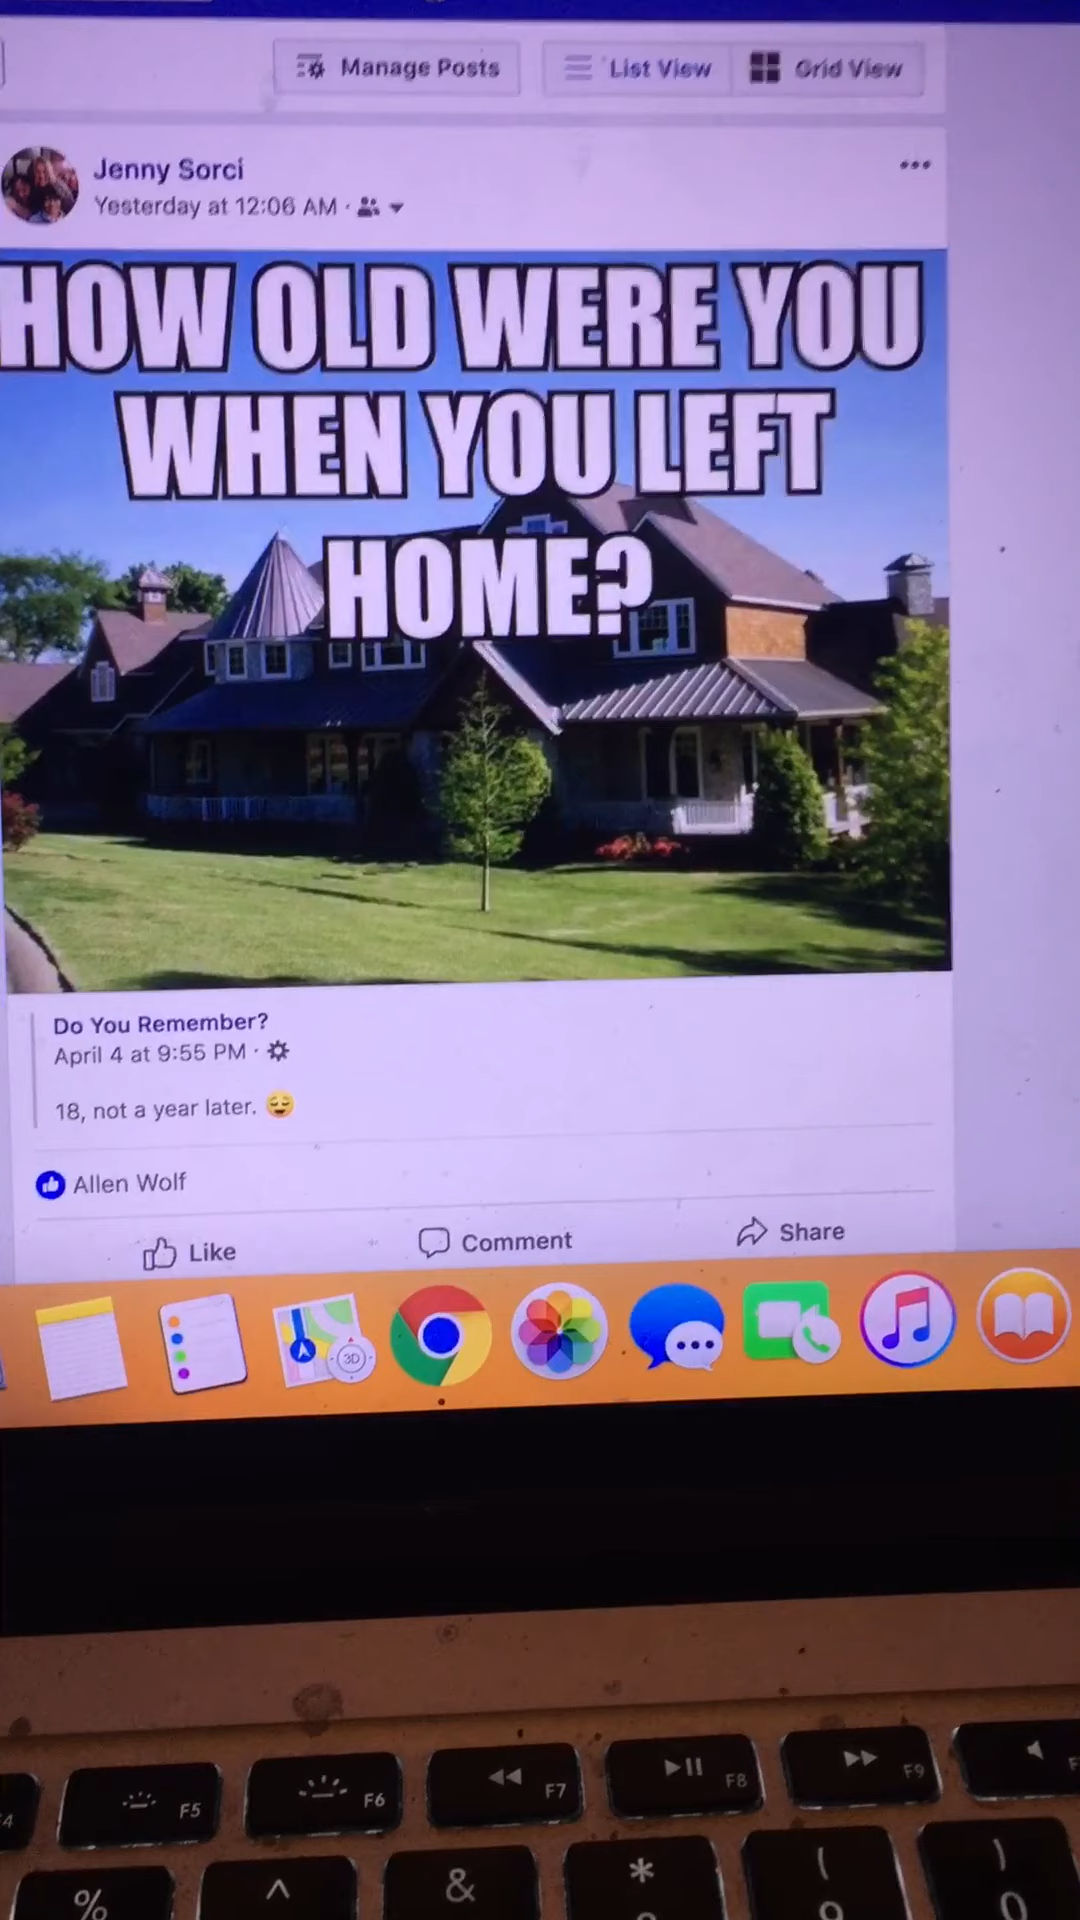 Manage Posts
List View
Grid View
Jenny Sorci
Yesterday at 12:06 AM ·
HOW OLD WERE YOU
WHEN YOU LEFT
HOME?
Do You Remember?
April 4 at 9:55 PM ·
18, not a year later. 😌
Allen Wolf
Like
Comment
Share
3D
F5
F6
F7
F8
F9
%
^
&
*
(
9
)
0